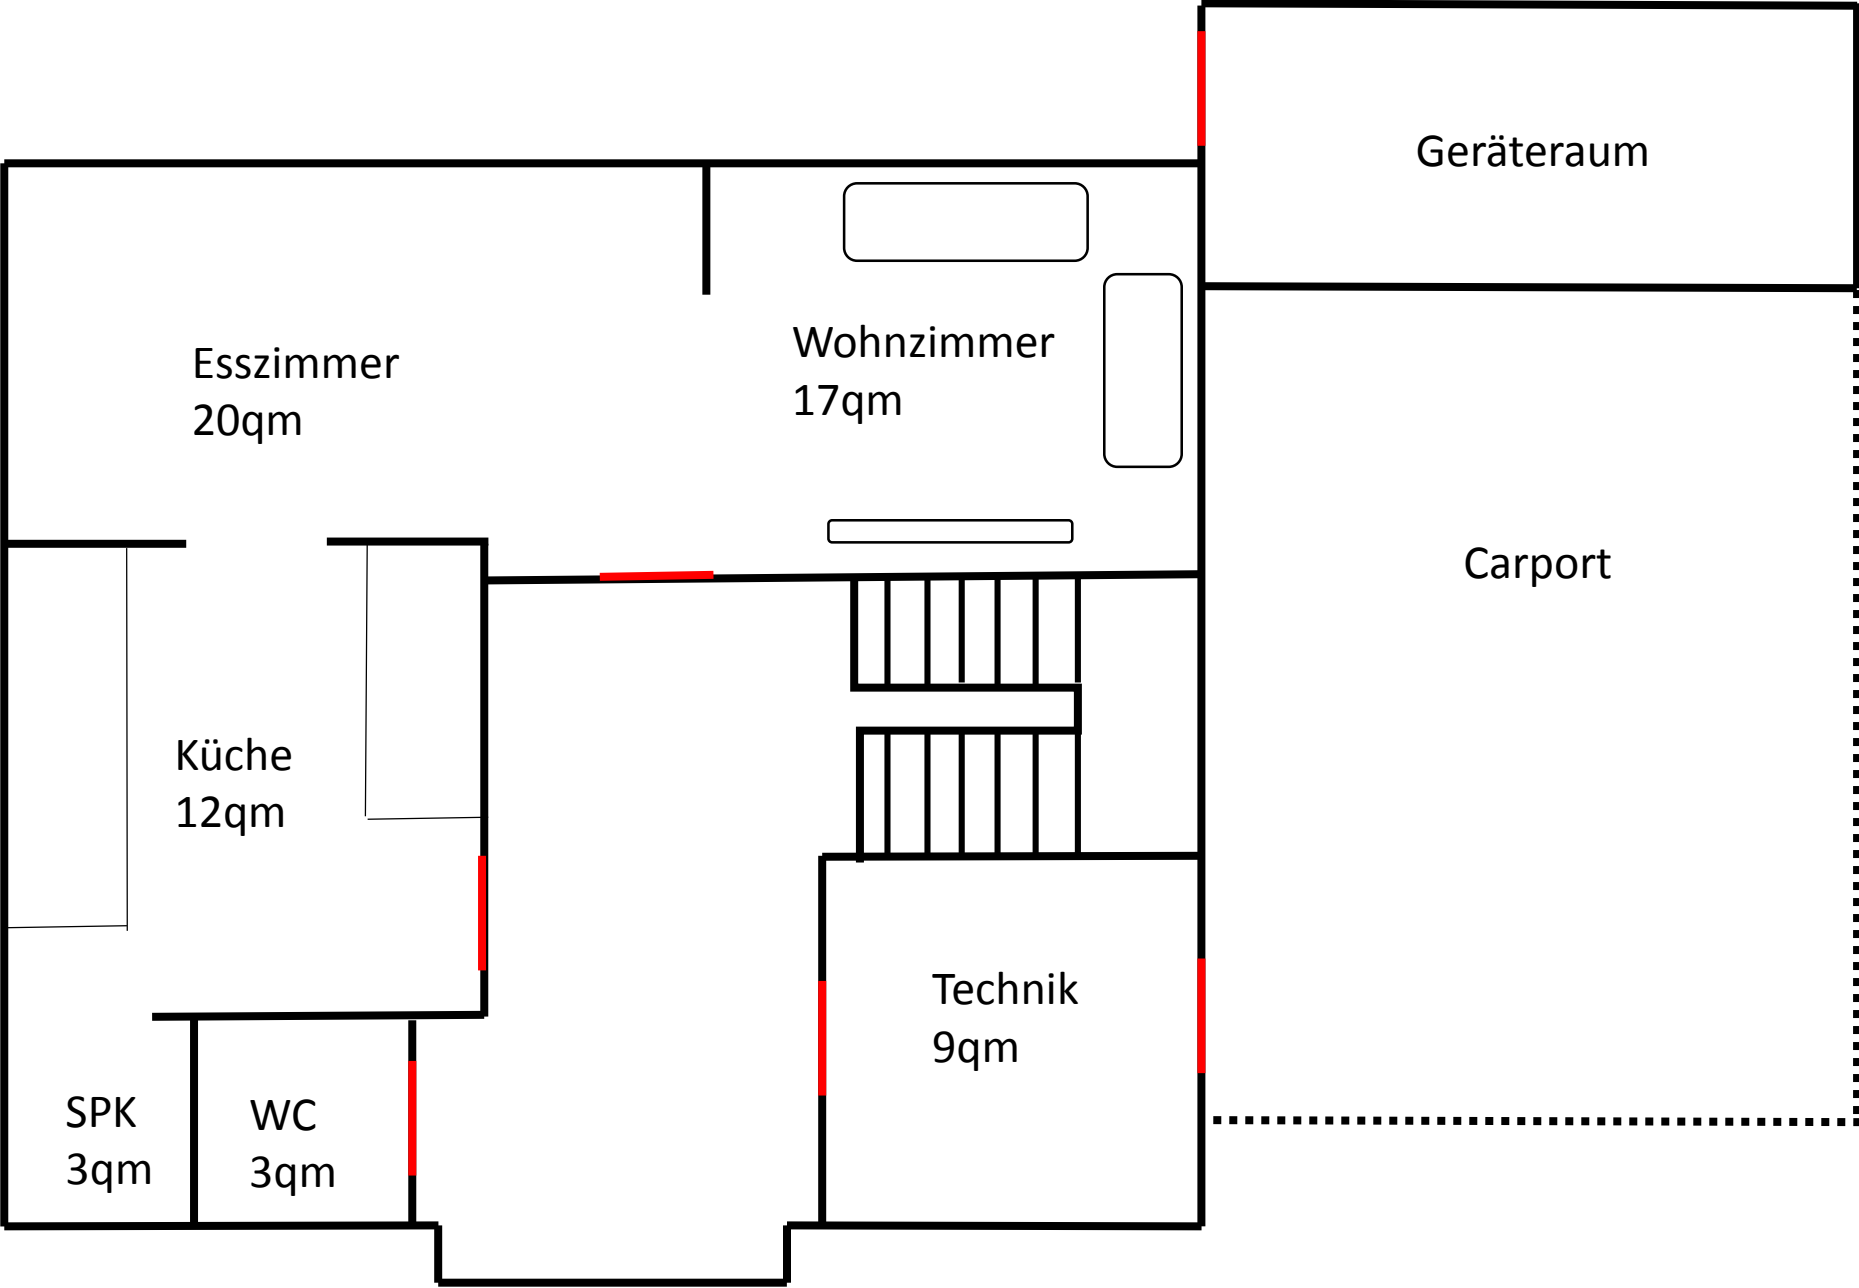 Geräteraum
Esszimmer
20qm
Wohnzimmer
17qm
Carport
Küche
12qm
Technik
9qm
SPK
3qm
WC
3qm